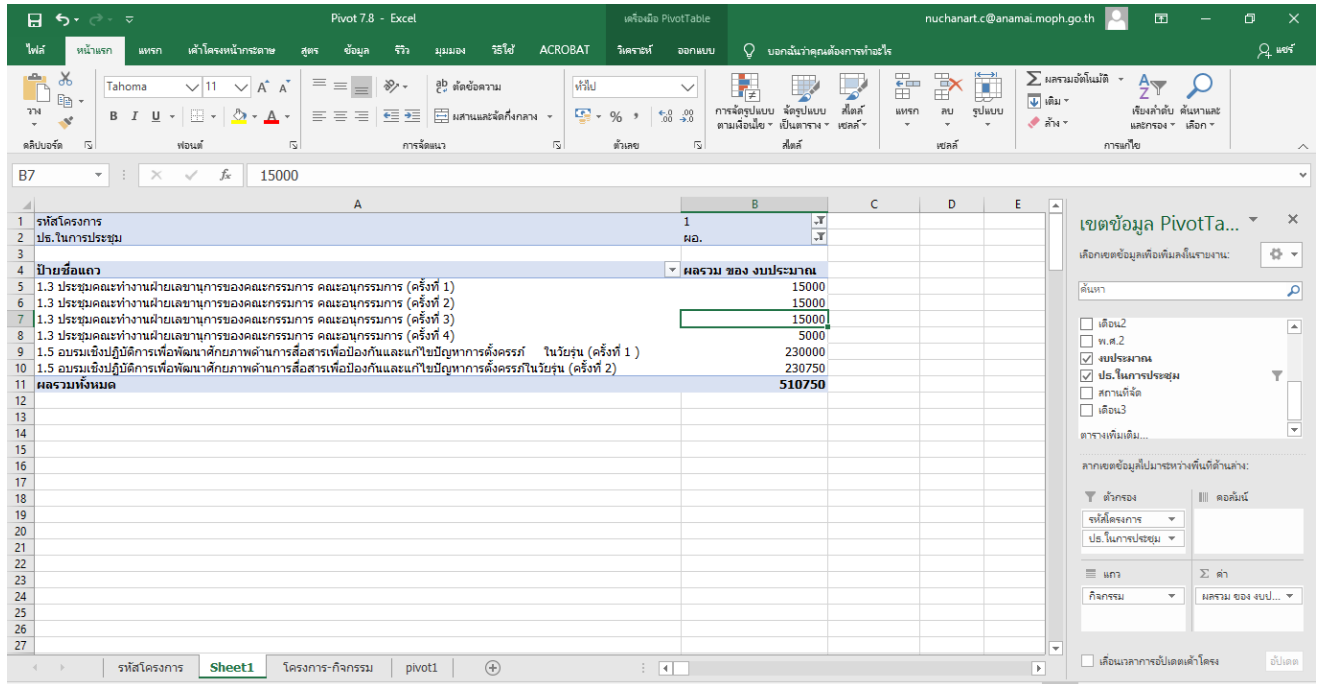 Pivot 7.8 - Excel
เครื่องมือ PivotTable
nuchanart.c@anamai.moph.go.th
ไฟล์ หน้าแรก แทรก เค้าโครงหน้ากระดาษ สูตร ข้อมูล รีวิว มุมมอง วิธีใช้ ACROBAT วิเคราะห์ ออกแบบ บอกฉันว่าคุณต้องการทำอะไร แชร์
วาง
Tahoma 11
B I U
ตัดข้อความ
ผสานและจัดกึ่งกลาง
ทั่วไป
% ,
การจัดรูปแบบ
ตามเงื่อนไข
จัดรูปแบบ
เป็นตาราง
สไตล์
เซลล์
แทรก ลบ รูปแบบ
ผลรวมอัตโนมัติ
เติม
ล้าง
เรียงลำดับ
และกรอง
ค้นหาและ
เลือก
คลิปบอร์ด ฟอนต์ การจัดแนว ตัวเลข สไตล์ เซลล์ การแก้ไข
B7 fx 15000
A B C D E
1 รหัสโครงการ 1
2 ปธ.ในการประชุม ผอ.
3
4 ป้ายชื่อแถว ผลรวม ของ งบประมาณ
5 1.3 ประชุมคณะทำงานฝ่ายเลขานุการของคณะกรรมการ คณะอนุกรรมการ (ครั้งที่ 1) 15000
6 1.3 ประชุมคณะทำงานฝ่ายเลขานุการของคณะกรรมการ คณะอนุกรรมการ (ครั้งที่ 2) 15000
7 1.3 ประชุมคณะทำงานฝ่ายเลขานุการของคณะกรรมการ คณะอนุกรรมการ (ครั้งที่ 3) 15000
8 1.3 ประชุมคณะทำงานฝ่ายเลขานุการของคณะกรรมการ คณะอนุกรรมการ (ครั้งที่ 4) 5000
9 1.5 อบรมเชิงปฏิบัติการเพื่อพัฒนาศักยภาพด้านการสื่อสารเพื่อป้องกันและแก้ไขปัญหาการตั้งครรภ์ ในวัยรุ่น (ครั้งที่ 1 ) 230000
10 1.5 อบรมเชิงปฏิบัติการเพื่อพัฒนาศักยภาพด้านการสื่อสารเพื่อป้องกันและแก้ไขปัญหาการตั้งครรภ์ในวัยรุ่น (ครั้งที่ 2) 230750
11 ผลรวมทั้งหมด 510750
12
13
14
15
16
17
18
19
20
21
22
23
24
25
26
27
รหัสโครงการ Sheet1 โครงการ-กิจกรรม pivot1
เขตข้อมูล PivotTa...
เลือกเขตข้อมูลเพื่อเพิ่มลงในรายงาน:
ค้นหา
เดือน2
พ.ศ.2
งบประมาณ
ปธ.ในการประชุม
สถานที่จัด
เดือน3
ตารางเพิ่มเติม...
ลากเขตข้อมูลไปมาระหว่างพื้นที่ด้านล่าง:
ตัวกรอง
รหัสโครงการ
ปธ.ในการประชุม
คอลัมน์
แถว
กิจกรรม
Σ ค่า
ผลรวม ของ งบป...
เลื่อนเวลาการอัปเดตเค้าโครง อัปเดต